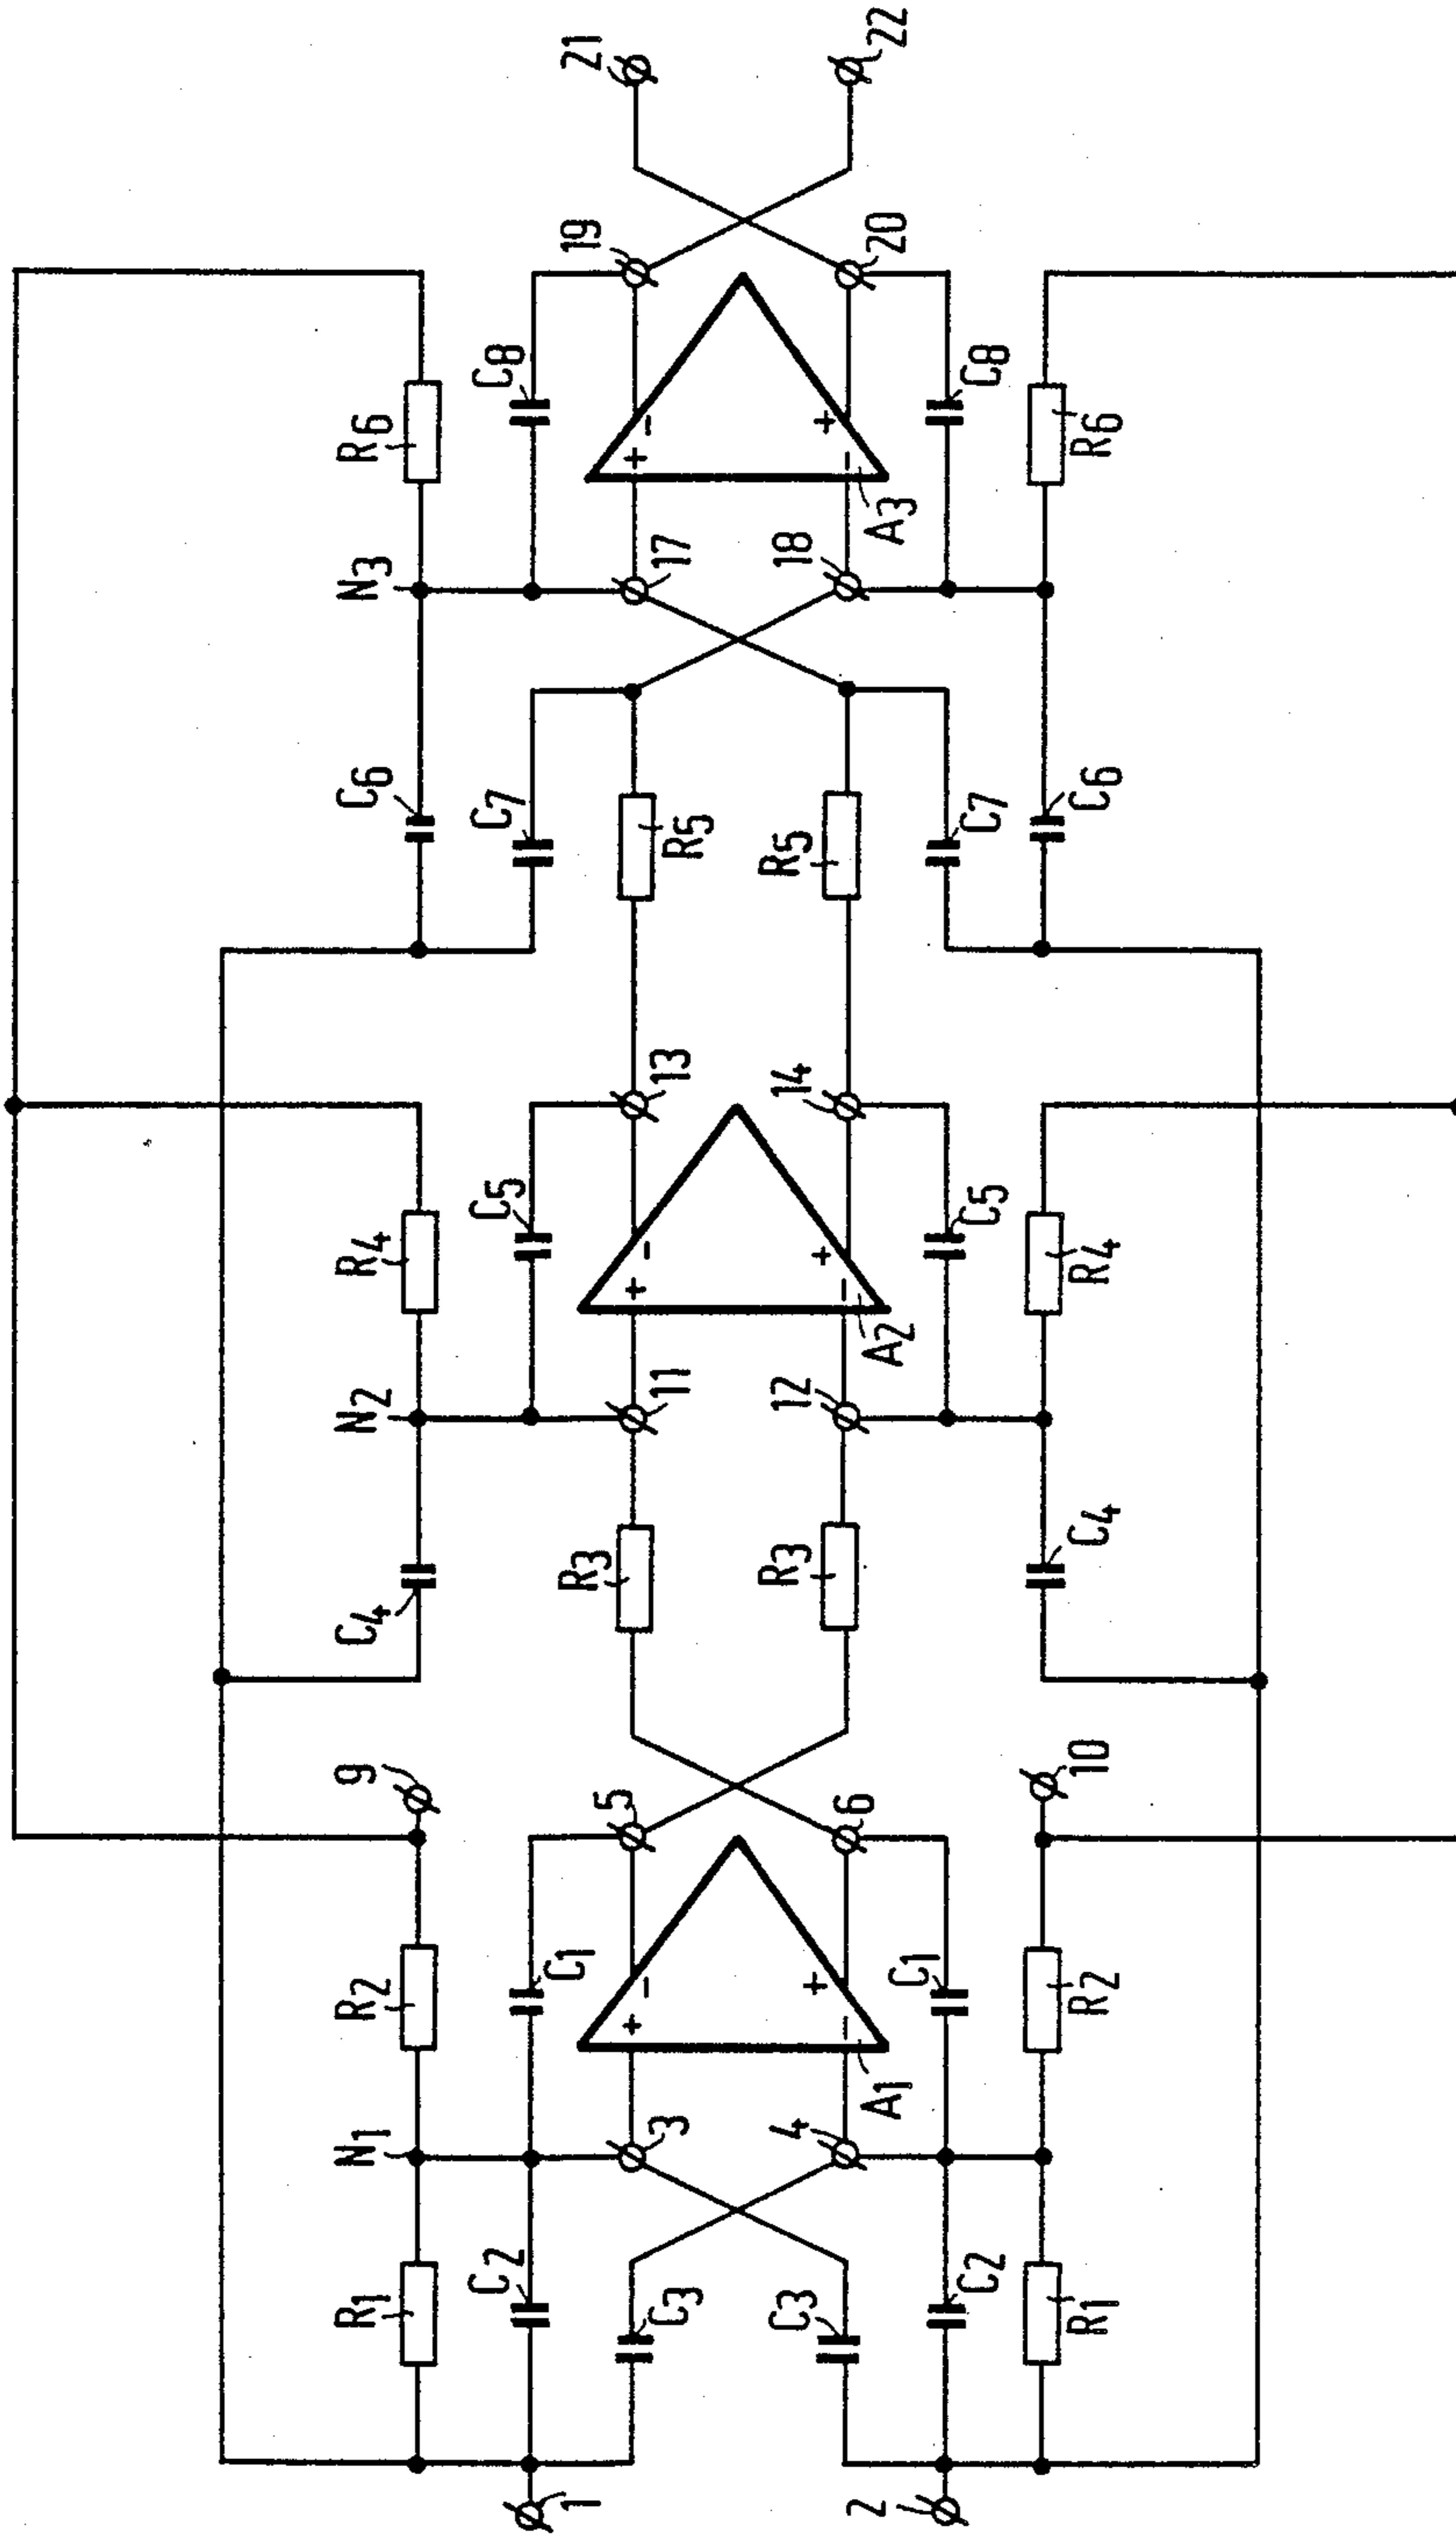 R1
N1
R2
9
C4
N2
R4
C6
N3
R6
C2
C1
C5
C7
C8
1
5
R3
19
21
C3
3
+
-
11
+
-
13
R5
17
+
-
C3
4
-
+
R3
12
-
+
14
R5
18
-
+
2
A1
6
A2
A3
20
22
C2
C1
C5
C7
C8
R1
R2
10
C4
R4
C6
R6